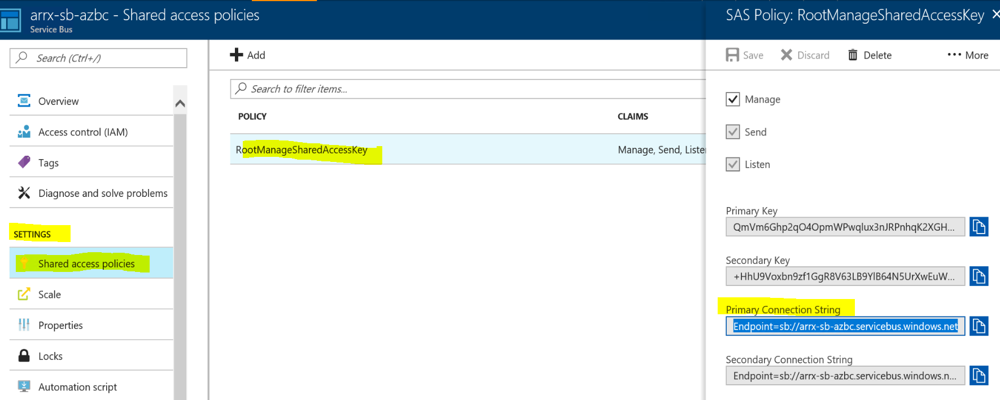 arrx-sb-azbc - Shared access policies
Service Bus
Search (Ctrl+/)
Overview
Access control (IAM)
Tags
Diagnose and solve problems
SETTINGS
Shared access policies
Scale
Properties
Locks
Automation script
Add
Search to filter items...
POLICY CLAIMS
RootManageSharedAccessKey Manage, Send, Listen
SAS Policy: RootManageSharedAccessKey
Save Discard Delete ··· More
Manage
Send
Listen
Primary Key
QmVm6Ghp2qO4OpmWPwqlux3nJRPnhqK2XGH...
Secondary Key
+HhU9Voxbn9zf1GgR8V63LB9YlB64N5UrXwEuW...
Primary Connection String
Endpoint=sb://arrx-sb-azbc.servicebus.windows.net
Secondary Connection String
Endpoint=sb://arrx-sb-azbc.servicebus.windows.n...